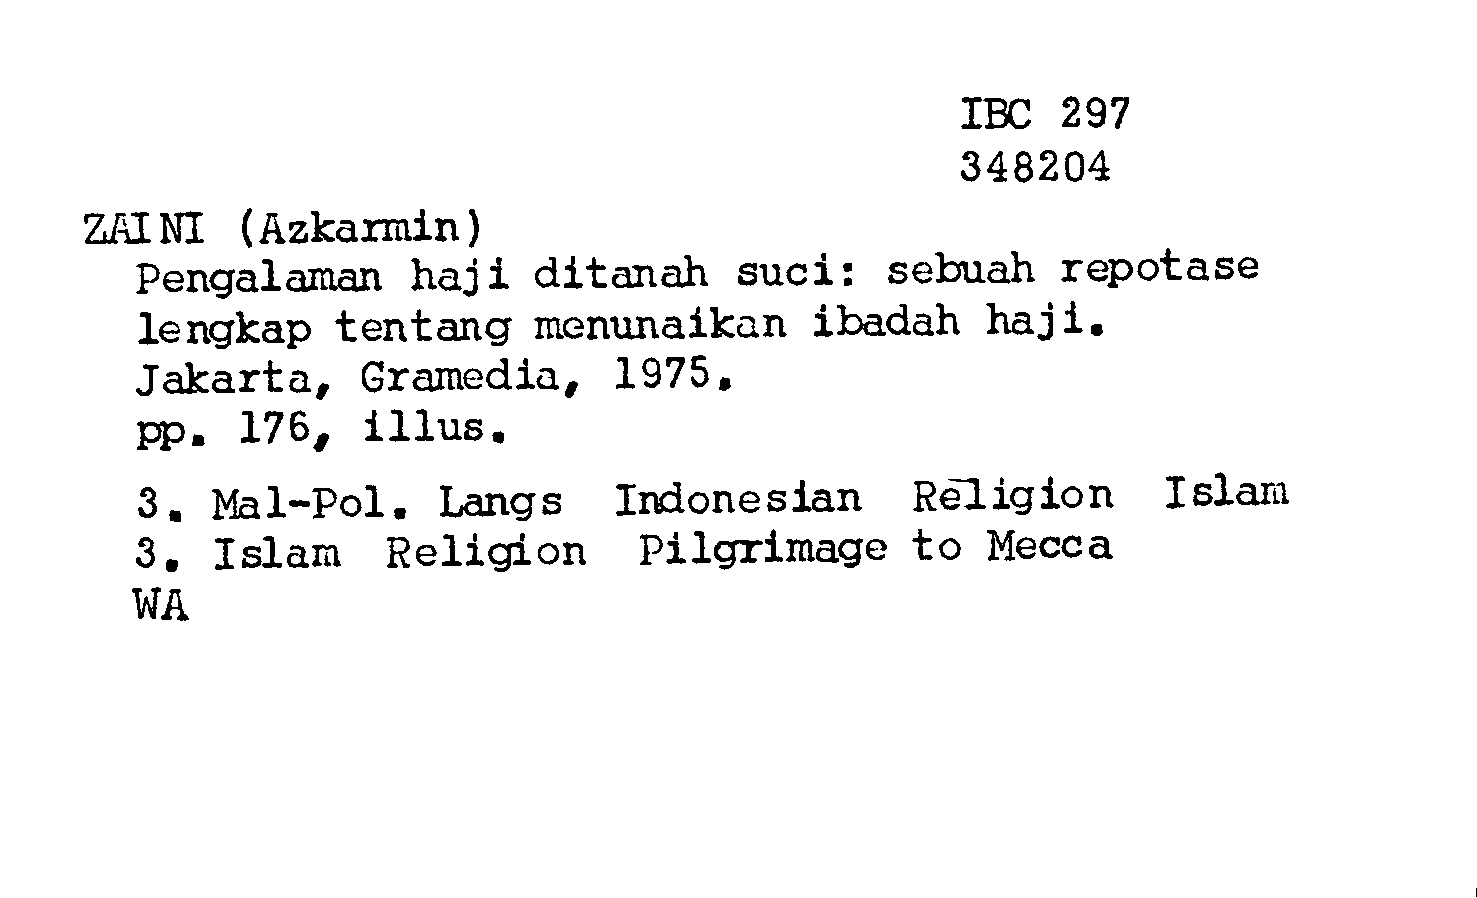 IBC 297
348204
ZAINI (Azkarmin)
Pengalaman haji ditanah suci: sebuah repotase
lengkap tentang menunaikan ibadah haji.
Jakarta, Gramedia, 1975.
pp. 176, illus.
3. Mal-Pol. Langs Indonesian Religion Islam
3. Islam Religion Pilgrimage to Mecca
WA